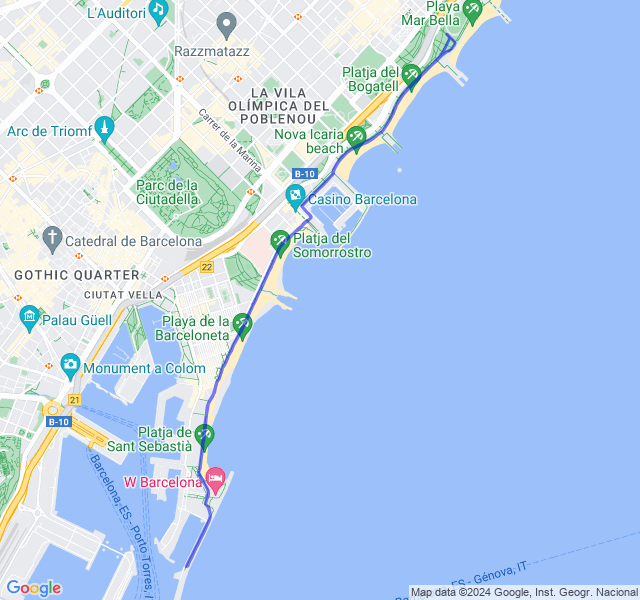 Playa
Mar Bella
L'Auditori
Razzmatazz
Platja del
Bogatell
LA VILA
OLÍMPICA DEL
POBLENOU
Arc de Triomf
Carrer de la Marina
Nova Icaria
beach
B-10
Parc de la
Ciutadella
Casino Barcelona
Catedral de Barcelona
Platja del
Somorrostro
22
GOTHIC QUARTER
CIUTAT VELLA
Palau Güell
Playa de la
Barceloneta
Monument a Colom
21
B-10
Platja de
Sant Sebastià
W Barcelona
Barcelona, ES - Porto Torres,
ES - Génova, IT
Google
Map data ©2024 Google, Inst. Geogr. Nacional